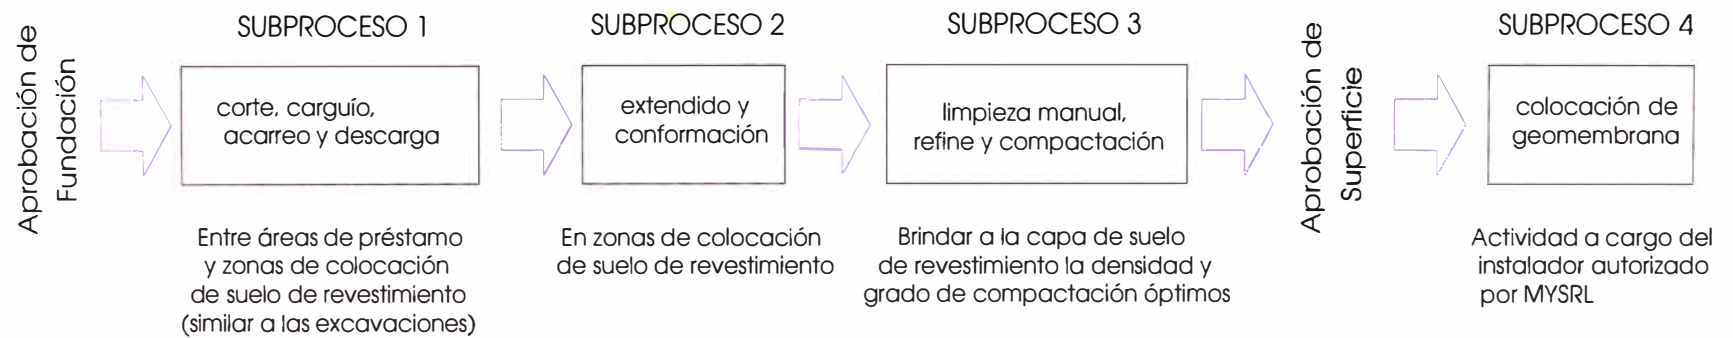 Aprobación de
Fundación
SUBPROCESO 1
corte, carguío,
acarreo y descarga
Entre áreas de préstamo
y zonas de colocación
de suelo de revestimiento
(similar a las excavaciones)
SUBPROCESO 2
extendido y
conformación
En zonas de colocación
de suelo de revestimiento
SUBPROCESO 3
limpieza manual,
refine y compactación
Brindar a la capa de suelo
de revestimiento la densidad y
grado de compactación óptimos
Aprobación de
Superficie
SUBPROCESO 4
colocación de
geomembrana
Actividad a cargo del
instalador autorizado
por MYSRL